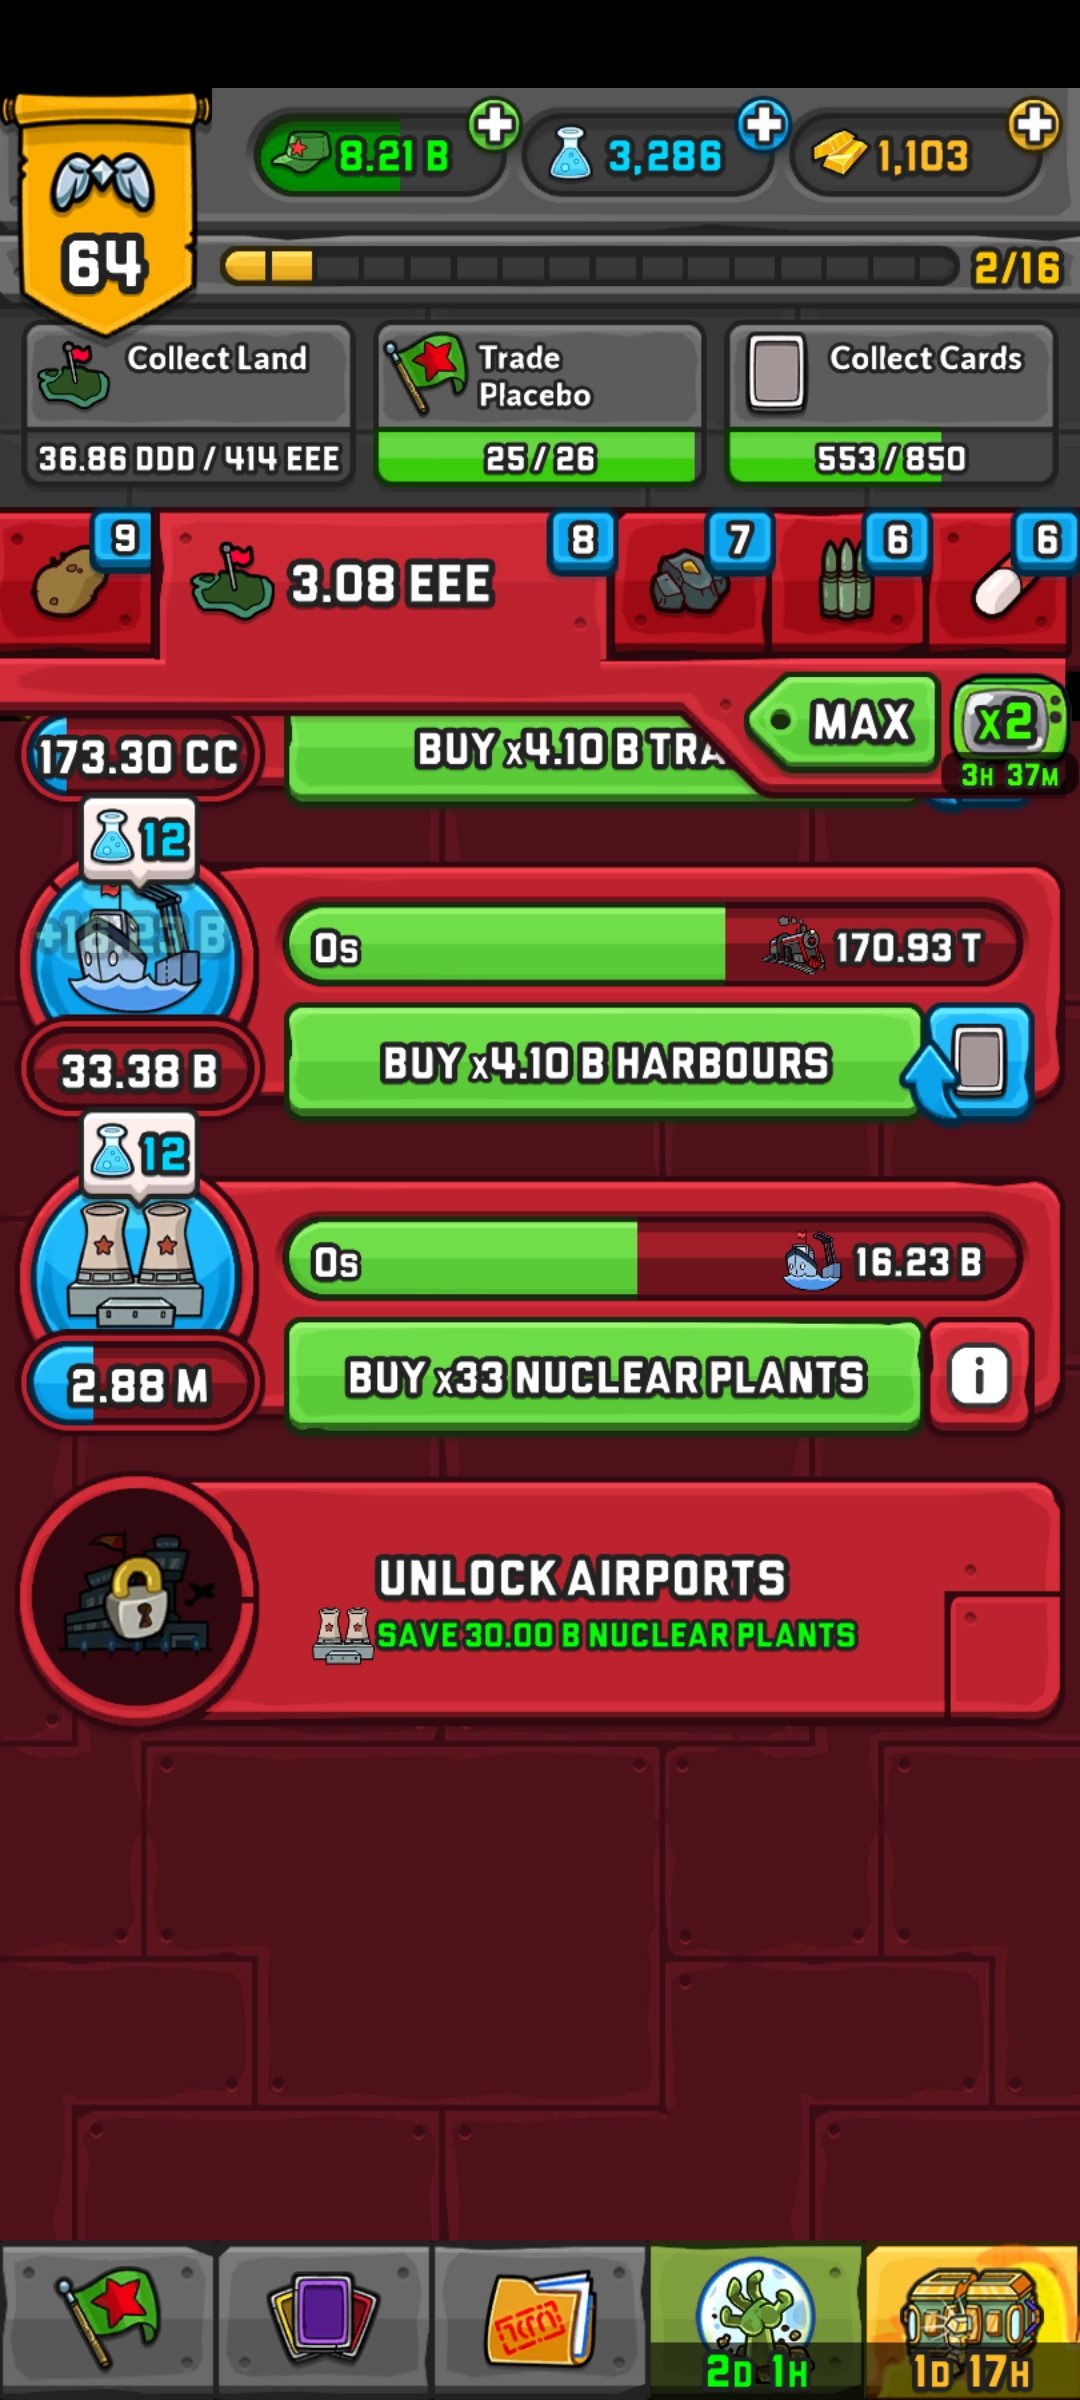 8.21 B
3,286
1,103
64
2/16
Collect Land
36.86 DDD / 414 EEE
Trade
Placebo
25 / 26
Collect Cards
553 / 850
9
3.08 EEE
8
7
6
6
MAX
x2
3H 37M
173.30 CC
BUY x4.10 B TRA
12
+16.23 B
0s
170.93 T
33.38 B
BUY x4.10 B HARBOURS
12
0s
16.23 B
2.88 M
BUY x33 NUCLEAR PLANTS
i
UNLOCK AIRPORTS
SAVE 30.00 B NUCLEAR PLANTS
2D 1H
1D 17H